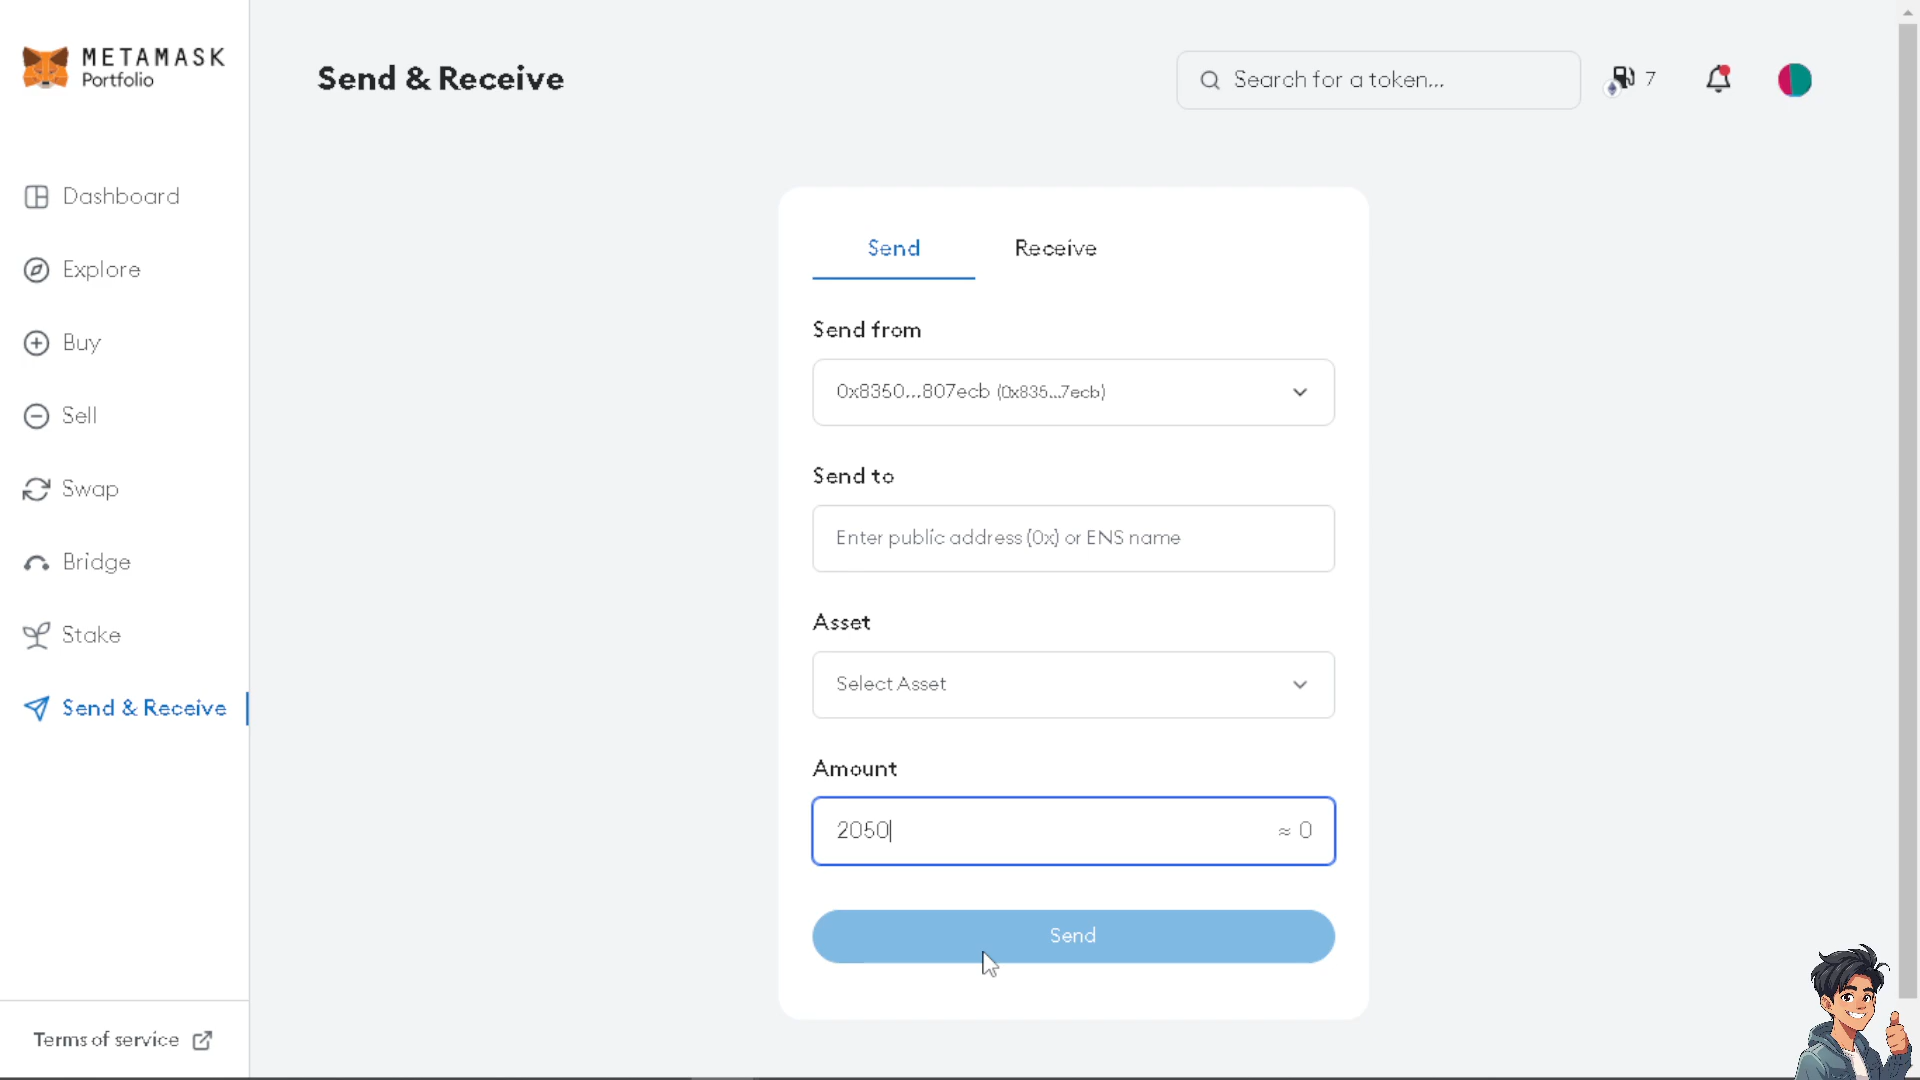 METAMASK
Portfolio
Send & Receive
Search for a token...
7
Dashboard
Explore
Buy
Sell
Swap
Bridge
Stake
Send & Receive
Terms of service
Send
Receive
Send from
0x8350...807ecb (0x835...7ecb)
Send to
Enter public address (0x) or ENS name
Asset
Select Asset
Amount
2050
≈ 0
Send